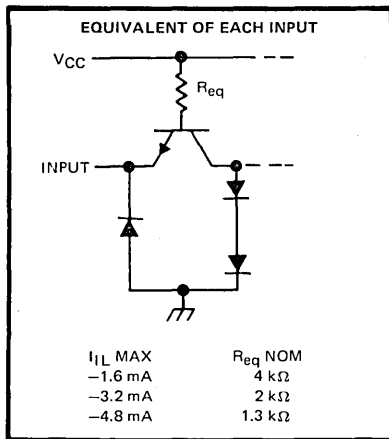 EQUIVALENT OF EACH INPUT
VCC
Req
INPUT
IIL MAX Req NOM
−1.6 mA 4 kΩ
−3.2 mA 2 kΩ
−4.8 mA 1.3 kΩ